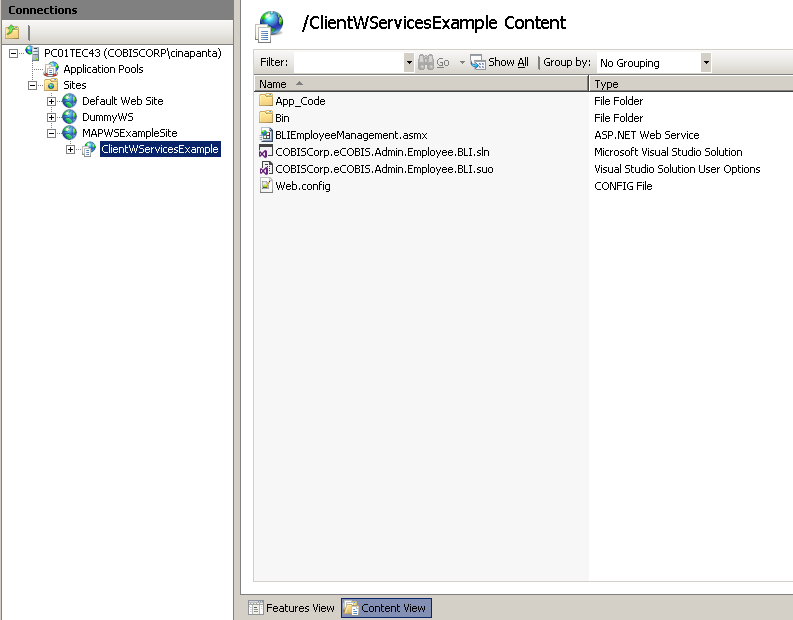 Connections
PC01TEC43 (COBISCORP\cinapanta)
Application Pools
Sites
Default Web Site
DummyWS
MAPWSExampleSite
ClientWServicesExample
/ClientWServicesExample Content
Filter: Go Show All Group by: No Grouping
Name Type
App_Code File Folder
Bin File Folder
BLIEmployeeManagement.asmx ASP.NET Web Service
COBISCorp.eCOBIS.Admin.Employee.BLI.sln Microsoft Visual Studio Solution
COBISCorp.eCOBIS.Admin.Employee.BLI.suo Visual Studio Solution User Options
Web.config CONFIG File
Features View Content View